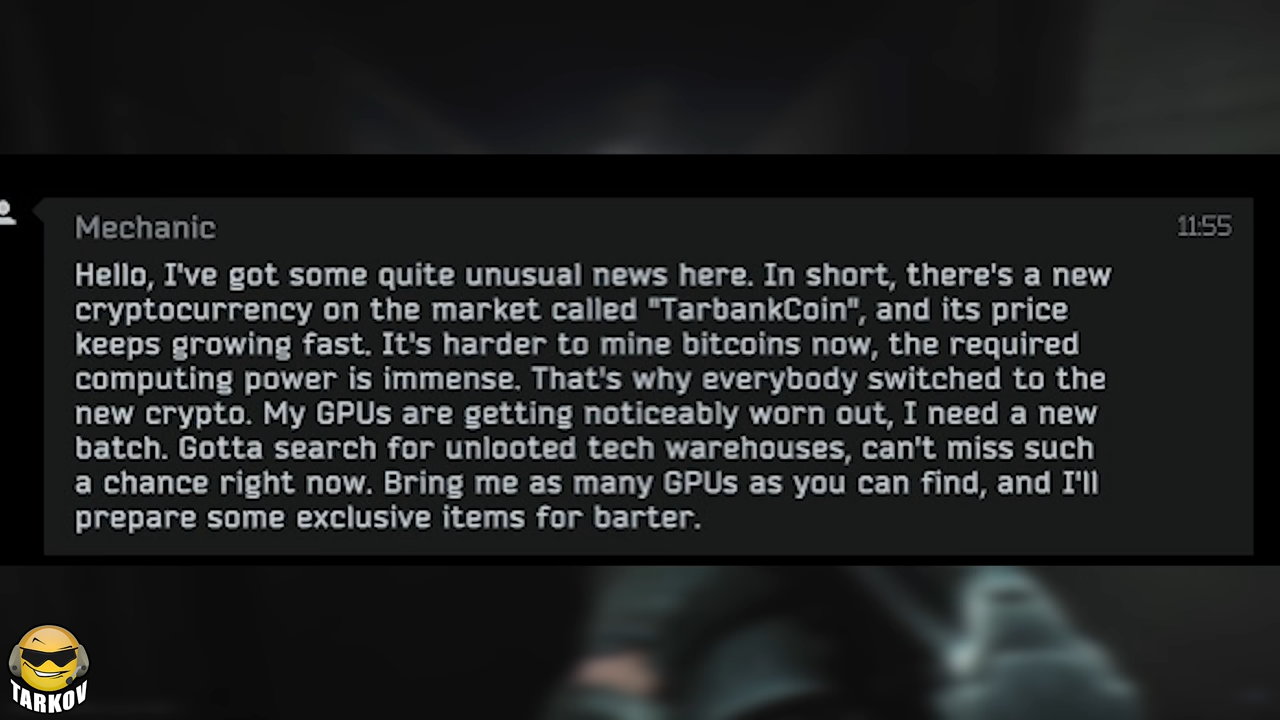 Mechanic
11:55
Hello, I've got some quite unusual news here. In short, there's a new
cryptocurrency on the market called "TarbankCoin", and its price
keeps growing fast. It's harder to mine bitcoins now, the required
computing power is immense. That's why everybody switched to the
new crypto. My GPUs are getting noticeably worn out, I need a new
batch. Gotta search for unlooted tech warehouses, can't miss such
a chance right now. Bring me as many GPUs as you can find, and I'll
prepare some exclusive items for barter.
TARKOV